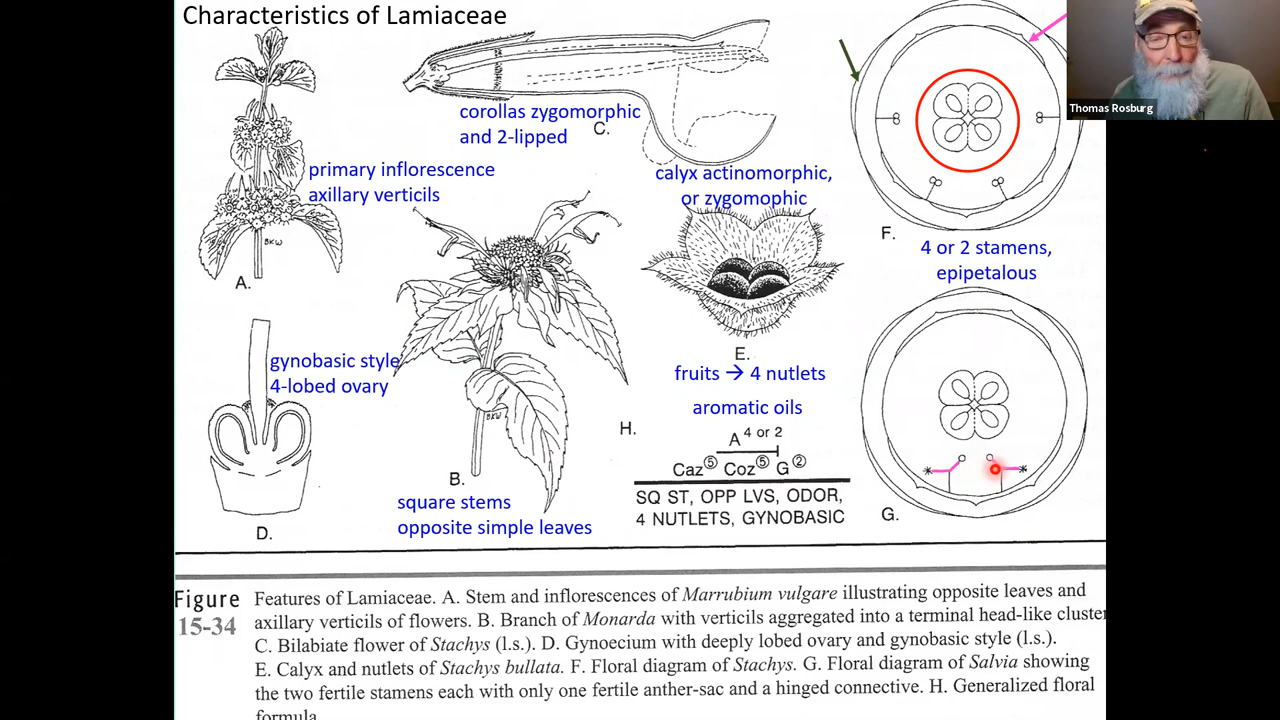 Characteristics of Lamiaceae
Thomas Rosburg
corollas zygomorphic
and 2-lipped
C.
primary inflorescence
axillary verticils
calyx actinomorphic,
or zygomophic
BKW
A.
F.
4 or 2 stamens,
epipetalous
E.
gynobasic style
4-lobed ovary
fruits → 4 nutlets
aromatic oils
BKW
H.
A 4 or 2
Caz⑤ Coz⑤ G②
SQ ST, OPP LVS, ODOR,
4 NUTLETS, GYNOBASIC
B.
square stems
opposite simple leaves
D.
G.
Figure
15-34
Features of Lamiaceae. A. Stem and inflorescences of Marrubium vulgare illustrating opposite leaves and
axillary verticils of flowers. B. Branch of Monarda with verticils aggregated into a terminal head-like cluster
C. Bilabiate flower of Stachys (l.s.). D. Gynoecium with deeply lobed ovary and gynobasic style (l.s.).
E. Calyx and nutlets of Stachys bullata. F. Floral diagram of Stachys. G. Floral diagram of Salvia showing
the two fertile stamens each with only one fertile anther-sac and a hinged connective. H. Generalized floral
formula